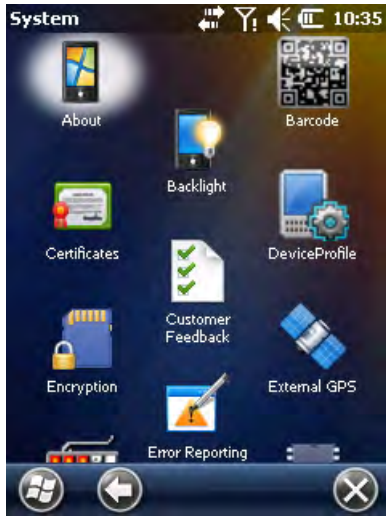 System
10:35
About
Barcode
Backlight
Certificates
DeviceProfile
Customer
Feedback
Encryption
External GPS
Error Reporting